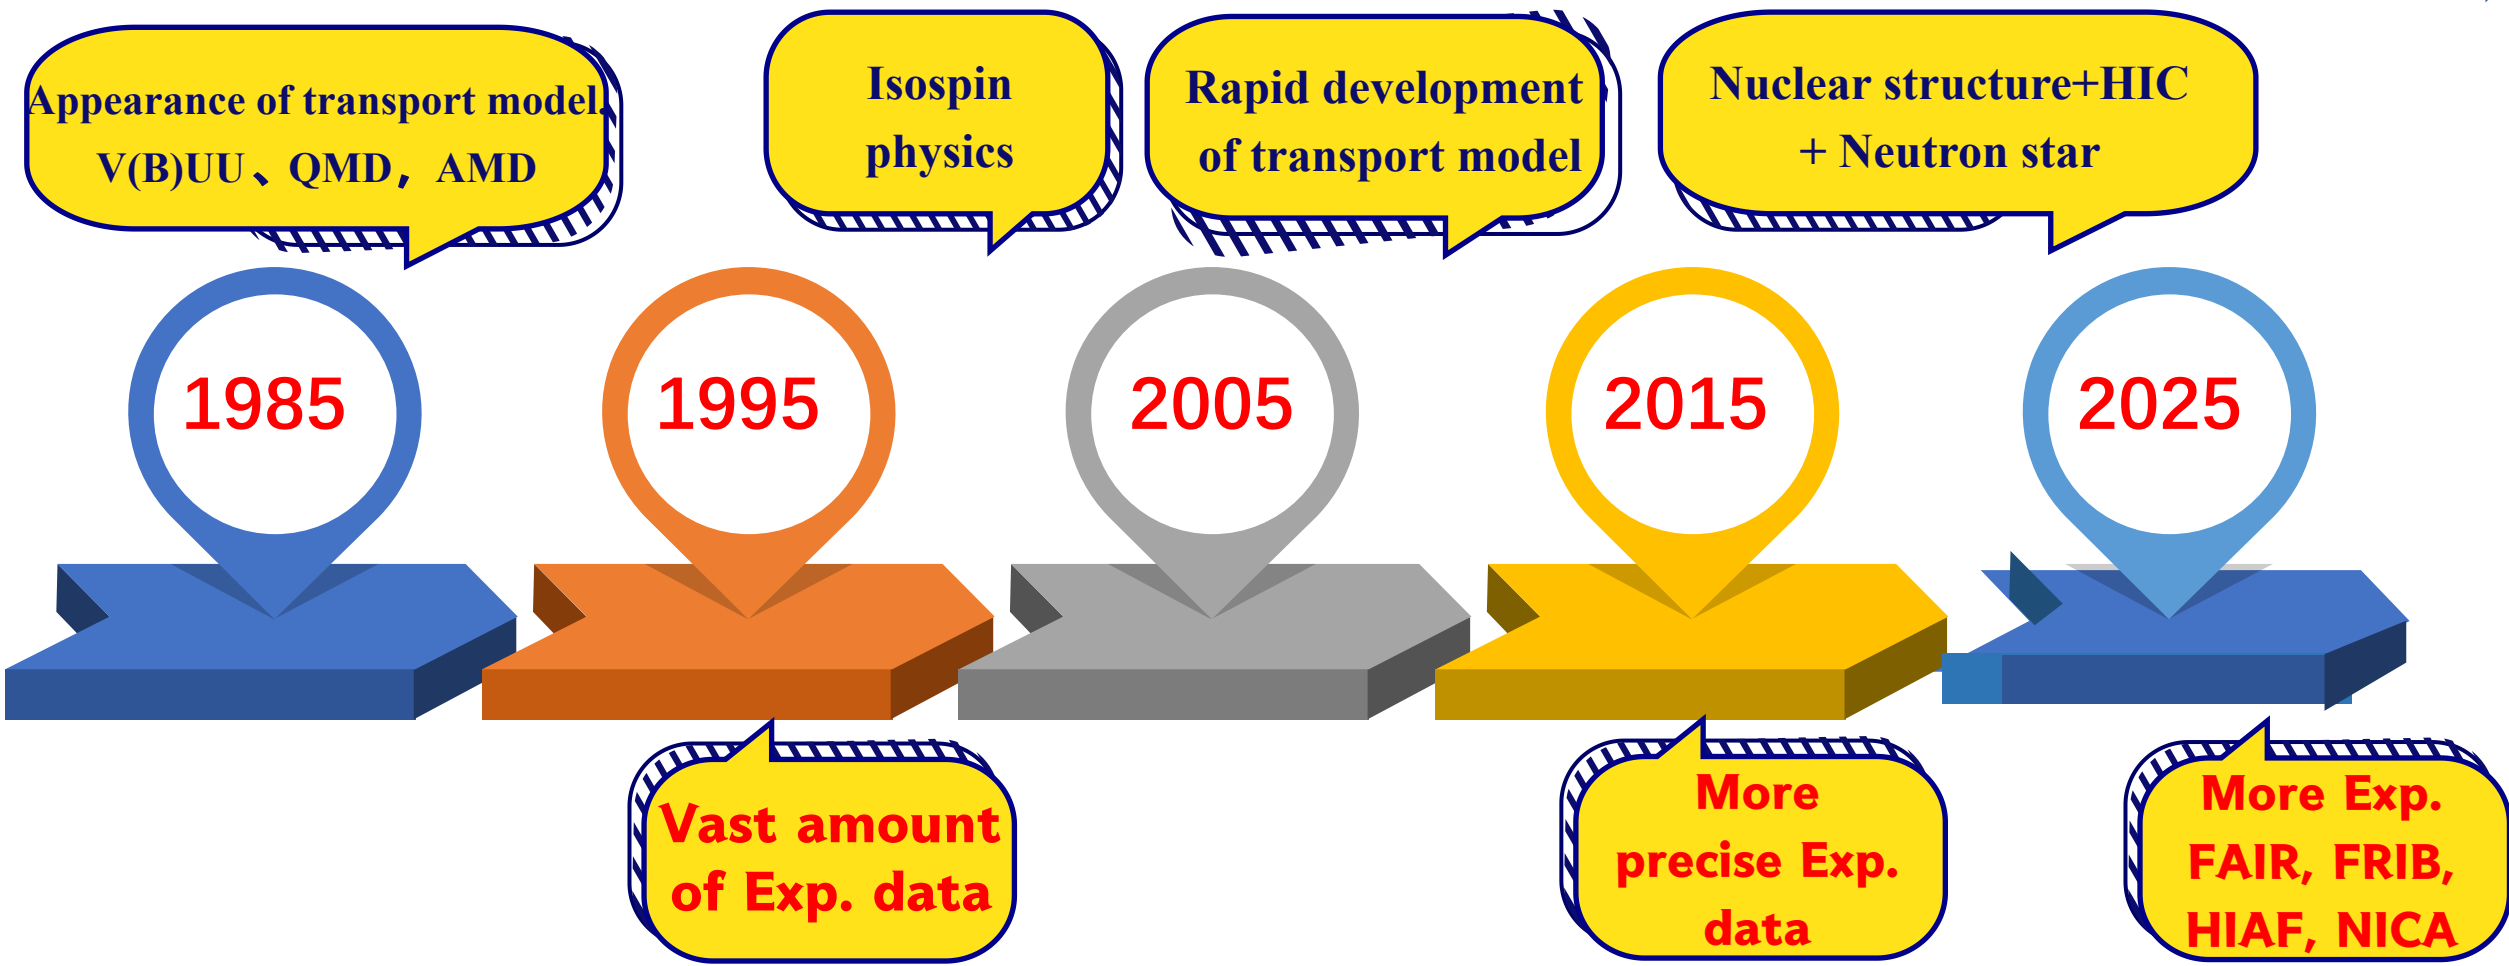 Appearance of transport model.
V(B)UU、QMD, AMD
Isospin
physics
Rapid development
of transport model
Nuclear structure+HIC
+ Neutron star
1985
1995
2005
2015
2025
Vast amount
of Exp. data
More
precise Exp.
data
More Exp.
FAIR, FRIB,
HIAF, NICA